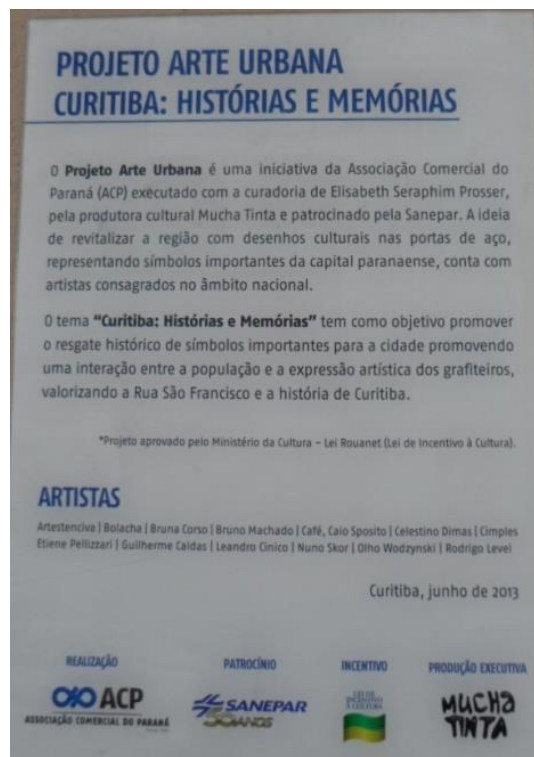 PROJETO ARTE URBANA
CURITIBA: HISTÓRIAS E MEMÓRIAS
O Projeto Arte Urbana é uma iniciativa da Associação Comercial do
Paraná (ACP) executado com a curadoria de Elisabeth Seraphim Prosser,
pela produtora cultural Mucha Tinta e patrocinado pela Sanepar. A ideia
de revitalizar a região com desenhos culturais nas portas de aço,
representando símbolos importantes da capital paranaense, conta com
artistas consagrados no âmbito nacional.
O tema "Curitiba: Histórias e Memórias" tem como objetivo promover
o resgate histórico de símbolos importantes para a cidade promovendo
uma interação entre a população e a expressão artística dos grafiteiros,
valorizando a Rua São Francisco e a história de Curitiba.
*Projeto aprovado pelo Ministério da Cultura – Lei Rouanet (Lei de Incentivo à Cultura).
ARTISTAS
Artestenciva | Bolacha | Bruna Corso | Bruno Machado | Café, Caio Sposito | Celestino Dimas | Cimples
Etiene Pellizzari | Guilherme Caldas | Leandro Cinico | Nuno Skor | Olho Wodzynski | Rodrigo Level
Curitiba, junho de 2013
REALIZAÇÃO PATROCÍNIO INCENTIVO PRODUÇÃO EXECUTIVA
ACP
ASSOCIAÇÃO COMERCIAL DO PARANÁ
SANEPAR
50 ANOS
LEI DE
INCENTIVO
À CULTURA
MUCHA
TINTA